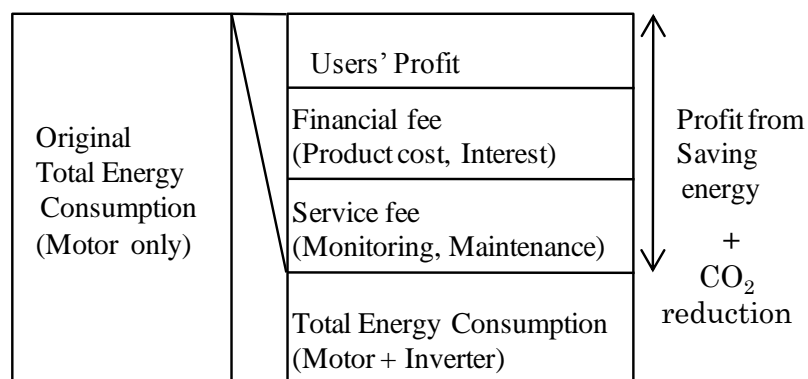 Original
Total Energy
Consumption
(Motor only)
Users’ Profit
Financial fee
(Product cost, Interest)
Service fee
(Monitoring, Maintenance)
Total Energy Consumption
(Motor + Inverter)
Profit from
Saving
energy
+
CO₂
reduction